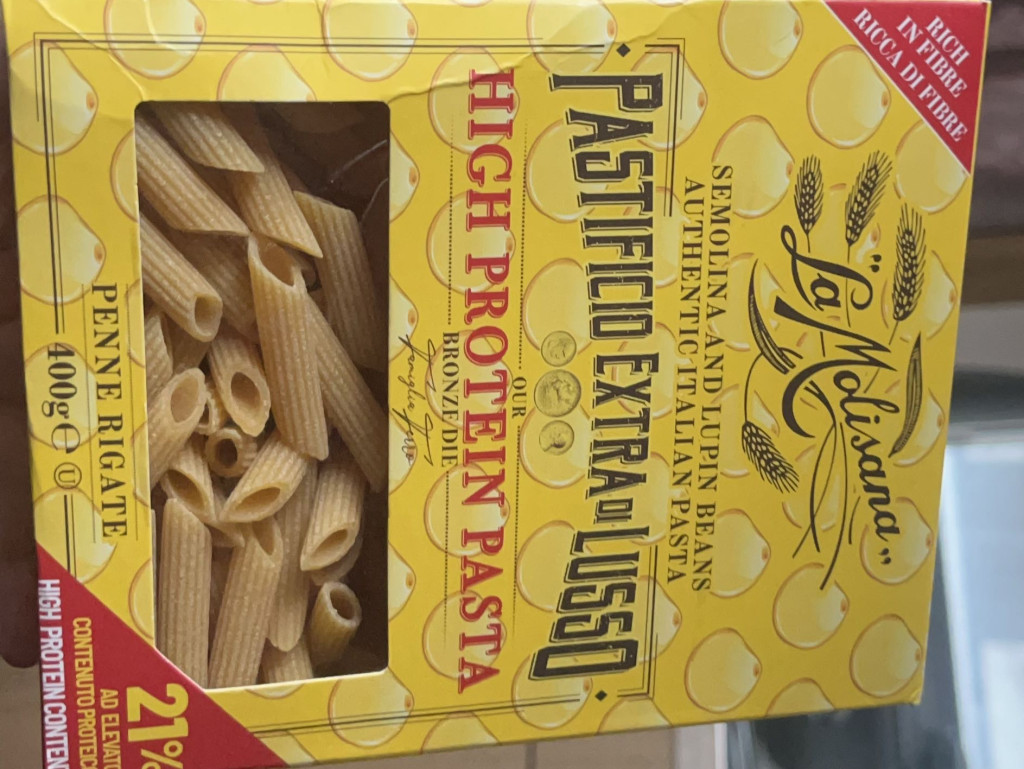 RICH
IN FIBRE
RICCA DI FIBRE
"La Molisana"
SEMOLINA AND LUPIN BEANS
AUTHENTIC ITALIAN PASTA
PASTIFICIO EXTRA DI LUSSO
OUR
HIGH PROTEIN PASTA
BRONZE DIE
PENNE RIGATE
400g ℮ U
21%
AD ELEVATO
CONTENUTO PROTEICO
HIGH PROTEIN